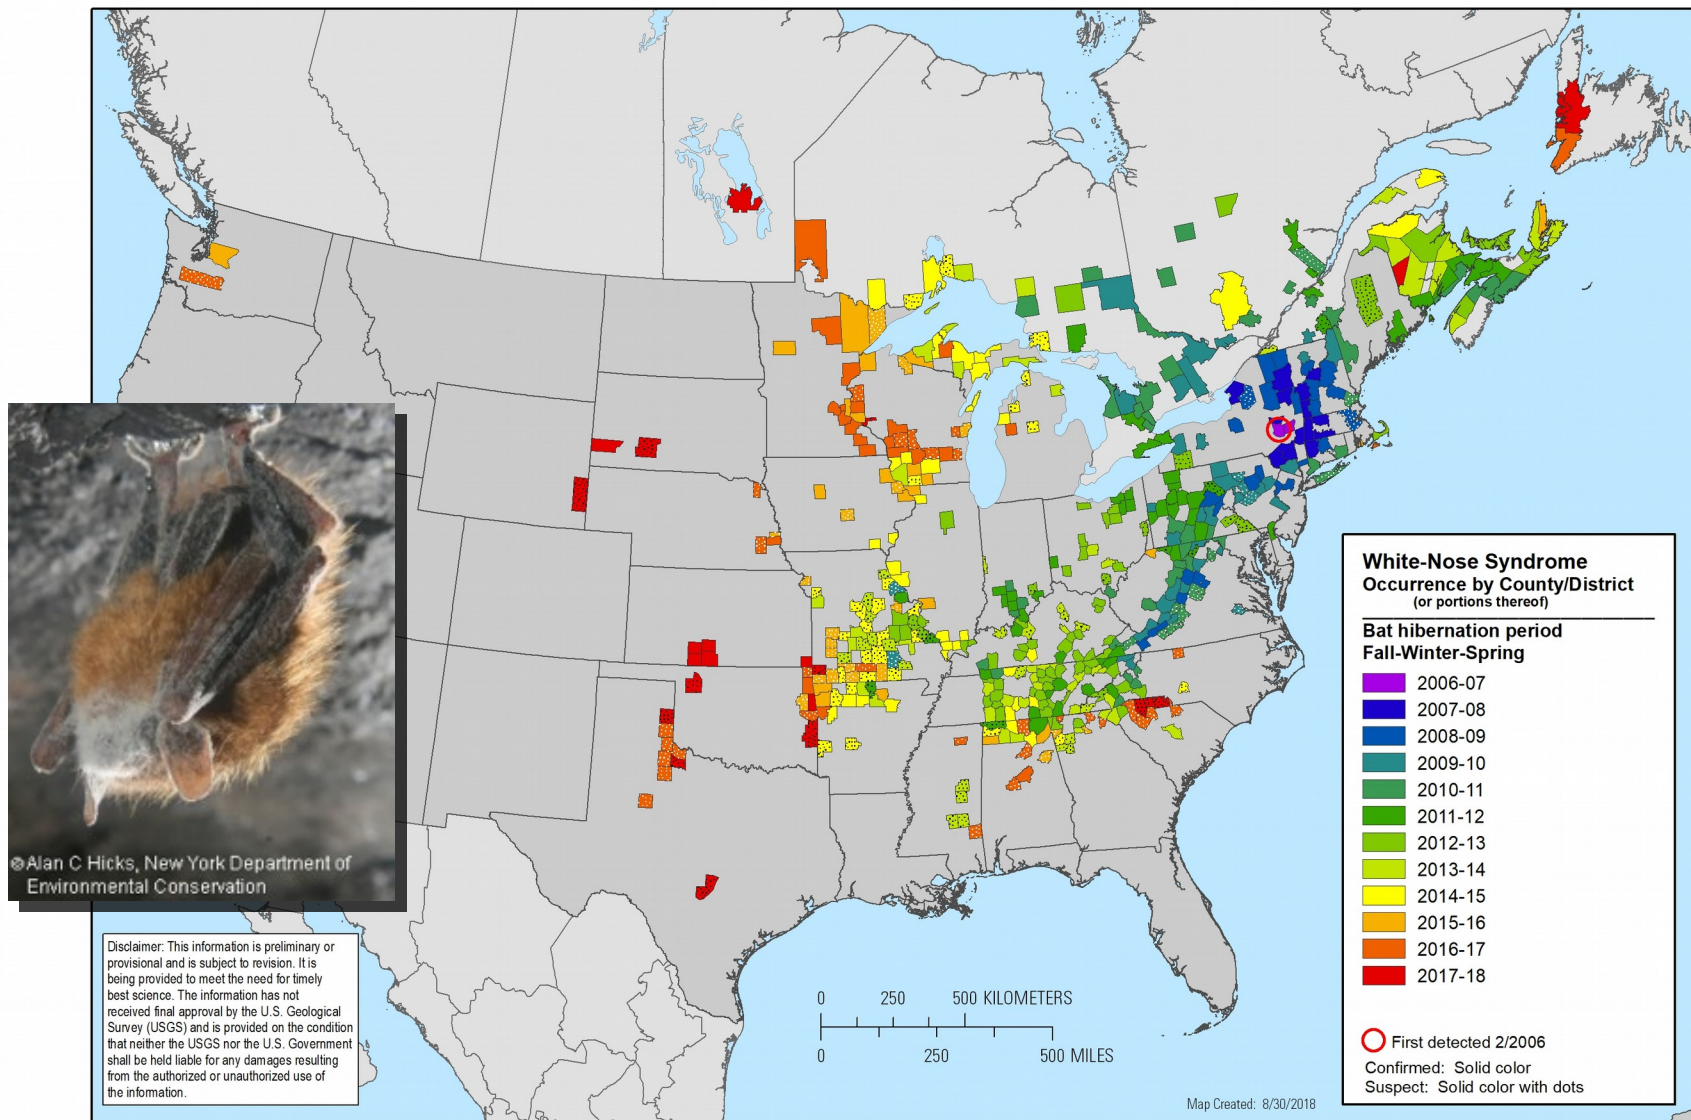 ©Alan C Hicks, New York Department of
Environmental Conservation
Disclaimer: This information is preliminary or
provisional and is subject to revision. It is
being provided to meet the need for timely
best science. The information has not
received final approval by the U.S. Geological
Survey (USGS) and is provided on the condition
that neither the USGS nor the U.S. Government
shall be held liable for any damages resulting
from the authorized or unauthorized use of
the information.
0 250 500 KILOMETERS
0 250 500 MILES
Map Created: 8/30/2018
White-Nose Syndrome
Occurrence by County/District
(or portions thereof)
Bat hibernation period
Fall-Winter-Spring
2006-07
2007-08
2008-09
2009-10
2010-11
2011-12
2012-13
2013-14
2014-15
2015-16
2016-17
2017-18
First detected 2/2006
Confirmed: Solid color
Suspect: Solid color with dots